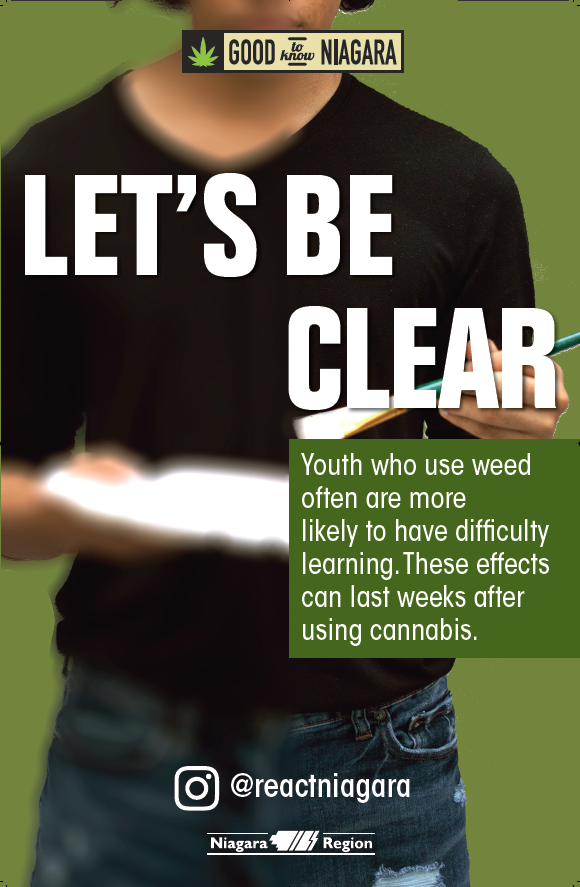 GOOD to know NIAGARA
LET'S BE
CLEAR
Youth who use weed
often are more
likely to have difficulty
learning. These effects
can last weeks after
using cannabis.
@reactniagara
Niagara Region